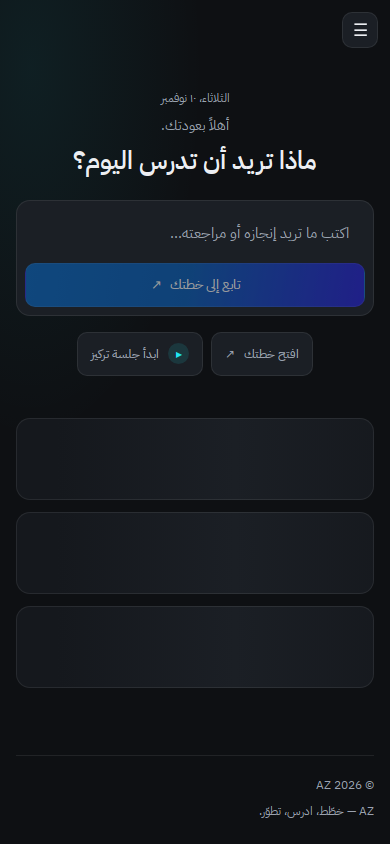 الثلاثاء، ١٠ نوفمبر
أهلاً بعودتك.
ماذا تريد أن تدرس اليوم؟
اكتب ما تريد إنجازه أو مراجعته...
تابع إلى خطتك ↗
افتح خطتك ↗
ابدأ جلسة تركيز
© 2026 AZ
AZ — خطّط، ادرس، تطوّر.